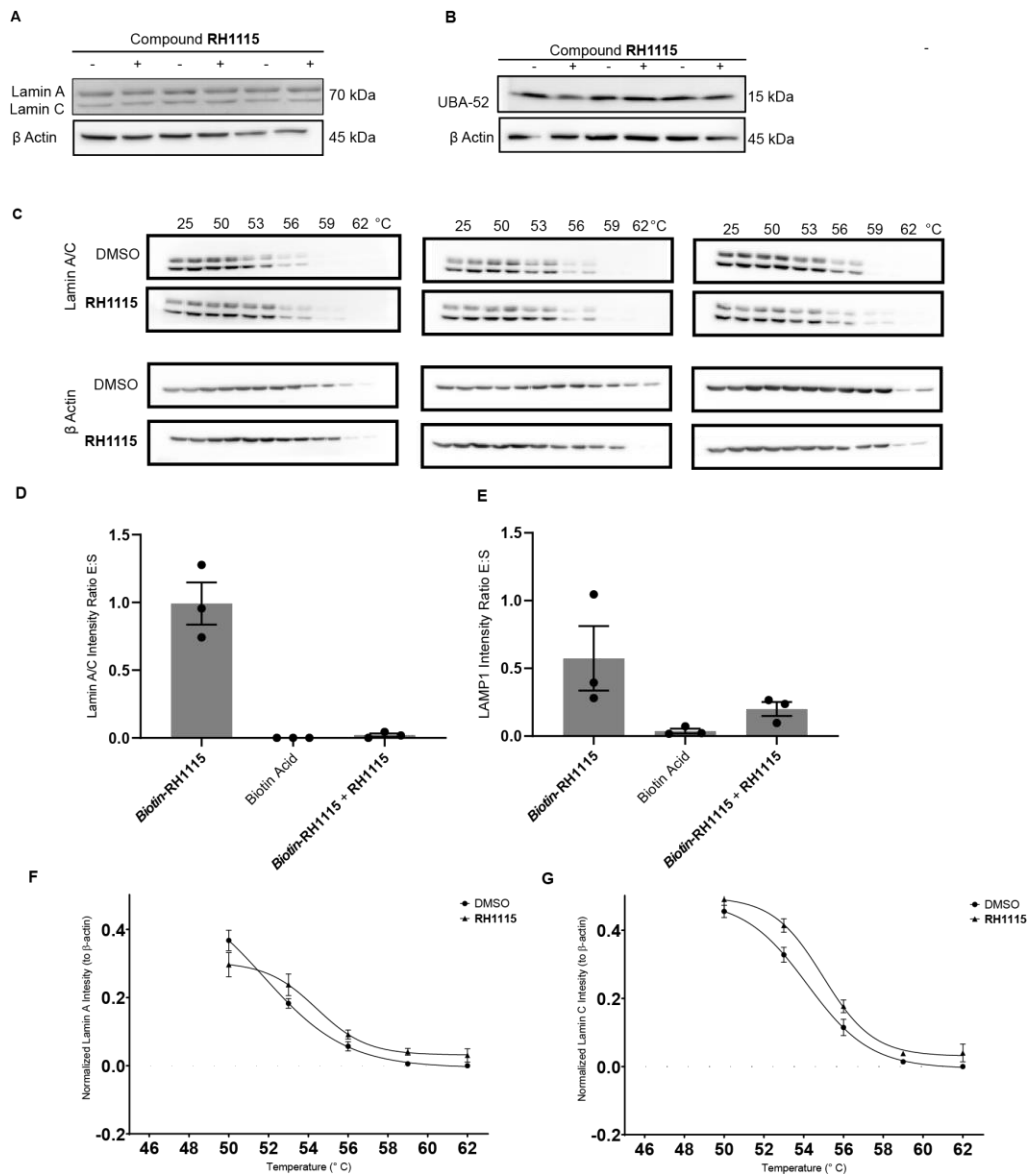 A
Compound RH1115
- + - + - +
Lamin A
Lamin C
70 kDa
β Actin
45 kDa
B
Compound RH1115
- + - + - +
UBA-52
15 kDa
β Actin
45 kDa
-
C
25 50 53 56 59 62 °C
25 50 53 56 59 62°C
25 50 53 56 59 62 °C
Lamin A/C
DMSO
RH1115
β Actin
DMSO
RH1115
D
Lamin A/C Intensity Ratio E:S
1.5
1.0
0.5
0.0
Biotin-RH1115
Biotin Acid
Biotin-RH1115 + RH1115
E
LAMP1 Intensity Ratio E:S
1.5
1.0
0.5
0.0
Biotin-RH1115
Biotin Acid
Biotin-RH1115 + RH1115
F
Normalized Lamin A Intesity (to β-actin)
0.4
0.2
0.0
-0.2
46 48 50 52 54 56 58 60 62
Temperature (° C)
DMSO
RH1115
G
Normalized Lamin C Intesity (to β-actin)
0.4
0.2
0.0
-0.2
46 48 50 52 54 56 58 60 62
Temperature (° C)
DMSO
RH1115